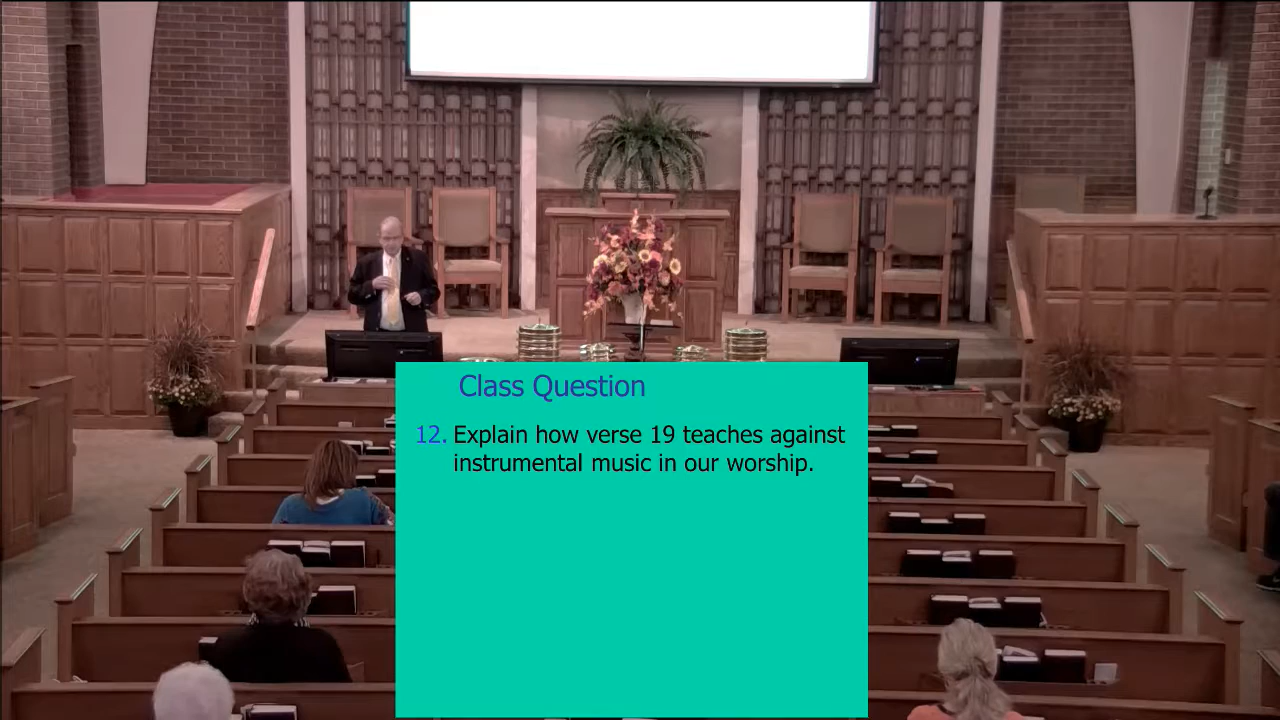 Class Question
12. Explain how verse 19 teaches against
instrumental music in our worship.